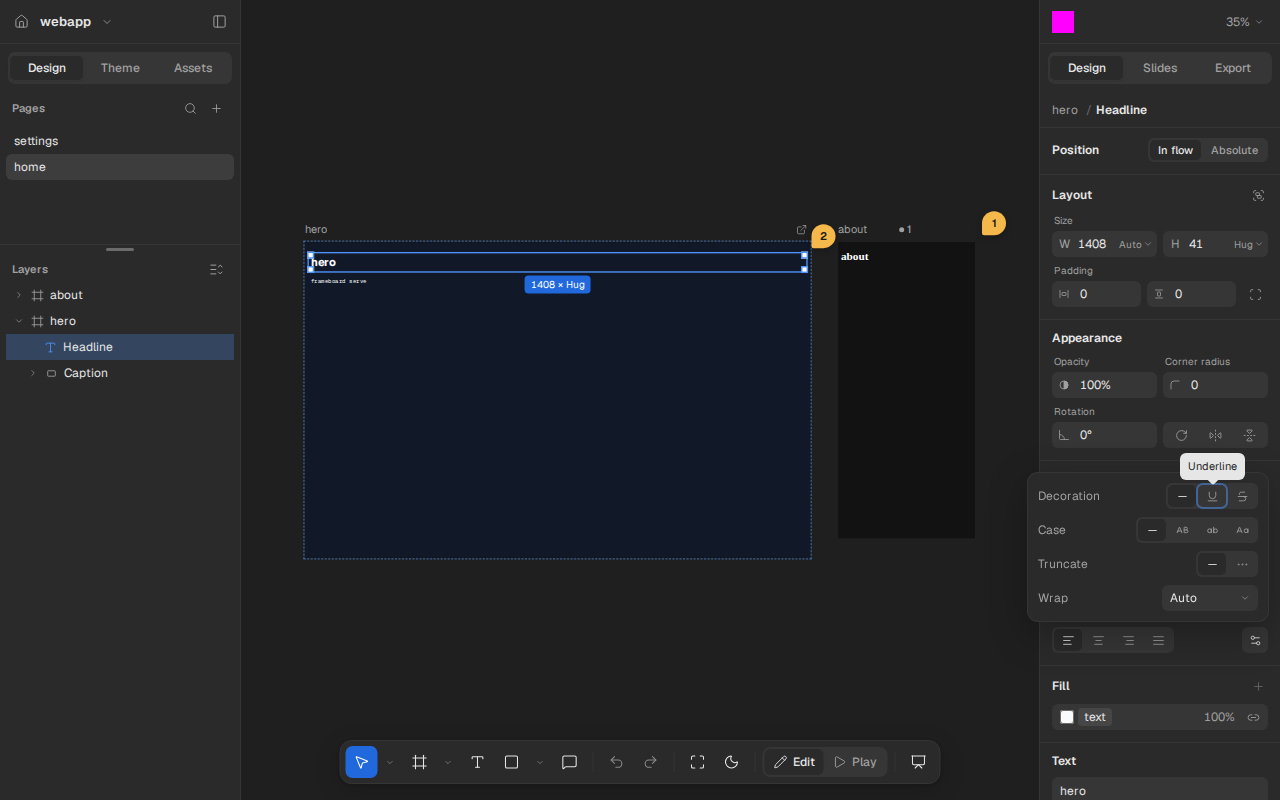 webapp
Design
Theme
Assets
Pages
settings
home
Layers
about
hero
Headline
Caption
hero
2
about
1
1
hero
frameboard serve
1408 × Hug
about
Edit
Play
35%
Design
Slides
Export
hero / Headline
Position
In flow
Absolute
Layout
Size
W 1408 Auto
H 41 Hug
Padding
0
0
Appearance
Opacity
Corner radius
100%
0
Rotation
0°
Underline
Decoration
Case
AB
ab
Aa
Truncate
Wrap
Auto
Fill
text
100%
Text
hero